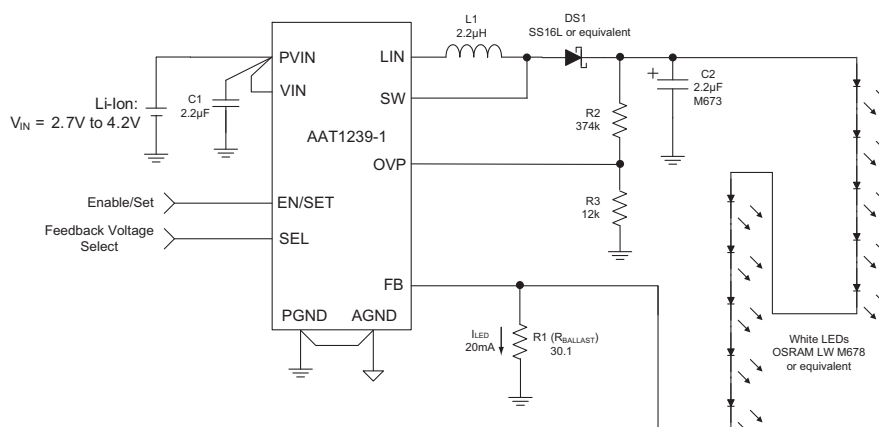 L1
2.2µH
DS1
SS16L or equivalent
PVIN
LIN
VIN
SW
C1
2.2µF
Li-Ion:
VIN = 2.7V to 4.2V
AAT1239-1
R2
374k
+
C2
2.2µF
M673
OVP
R3
12k
Enable/Set
EN/SET
Feedback Voltage
Select
SEL
FB
PGND
AGND
ILED
20mA
R1 (RBALLAST)
30.1
White LEDs
OSRAM LW M678
or equivalent